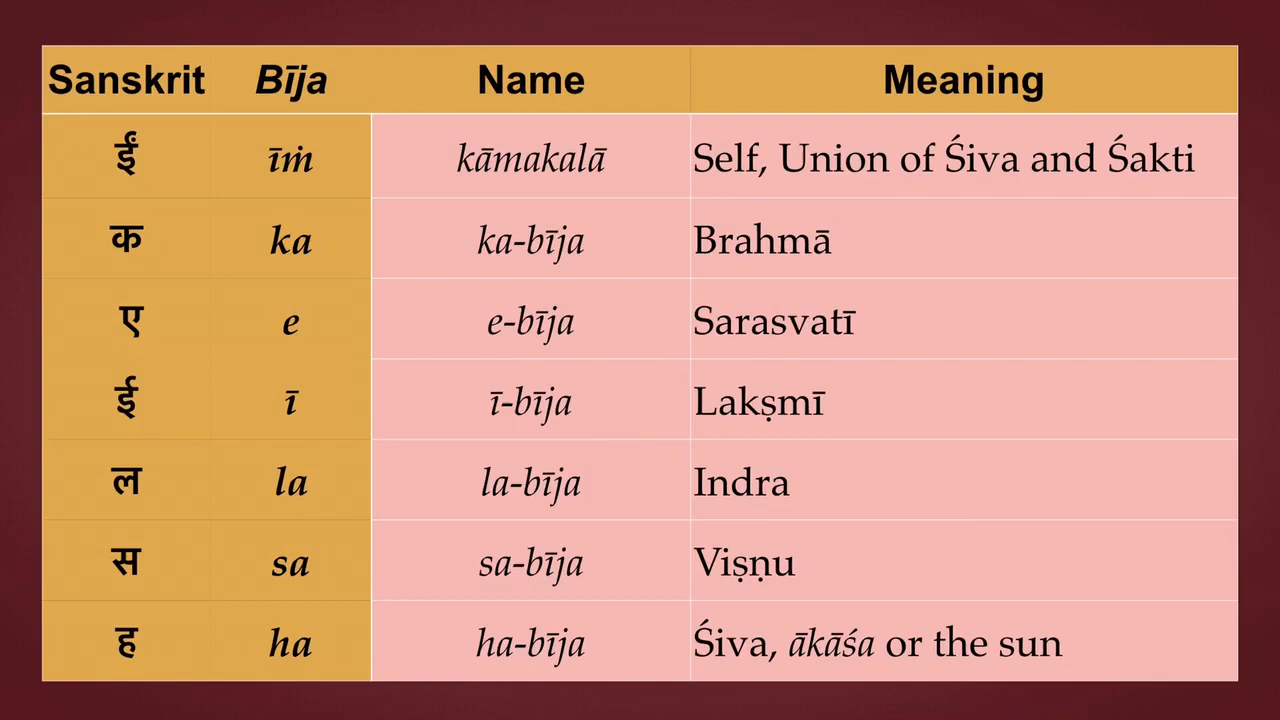 Sanskrit Bīja Name Meaning
ईं īṁ kāmakalā Self, Union of Śiva and Śakti
क ka ka-bīja Brahmā
ए e e-bīja Sarasvatī
ई ī ī-bīja Lakṣmī
ल la la-bīja Indra
स sa sa-bīja Viṣṇu
ह ha ha-bīja Śiva, ākāśa or the sun